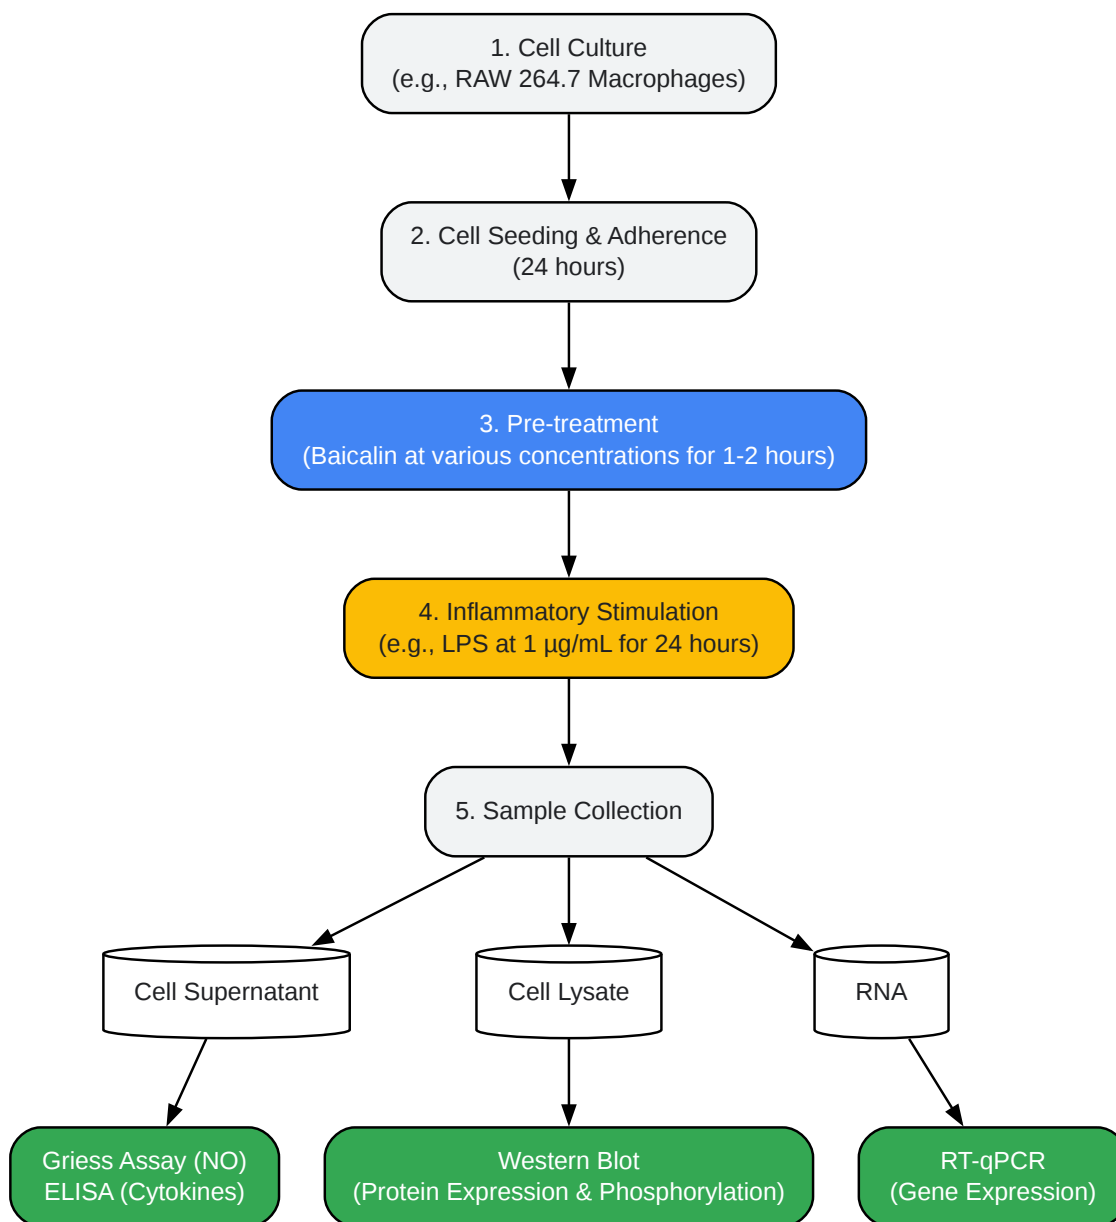 1. Cell Culture
(e.g., RAW 264.7 Macrophages)
2. Cell Seeding & Adherence
(24 hours)
3. Pre-treatment
(Baicalin at various concentrations for 1-2 hours)
4. Inflammatory Stimulation
(e.g., LPS at 1 µg/mL for 24 hours)
5. Sample Collection
Cell Supernatant
Cell Lysate
RNA
Griess Assay (NO)
ELISA (Cytokines)
Western Blot
(Protein Expression & Phosphorylation)
RT-qPCR
(Gene Expression)